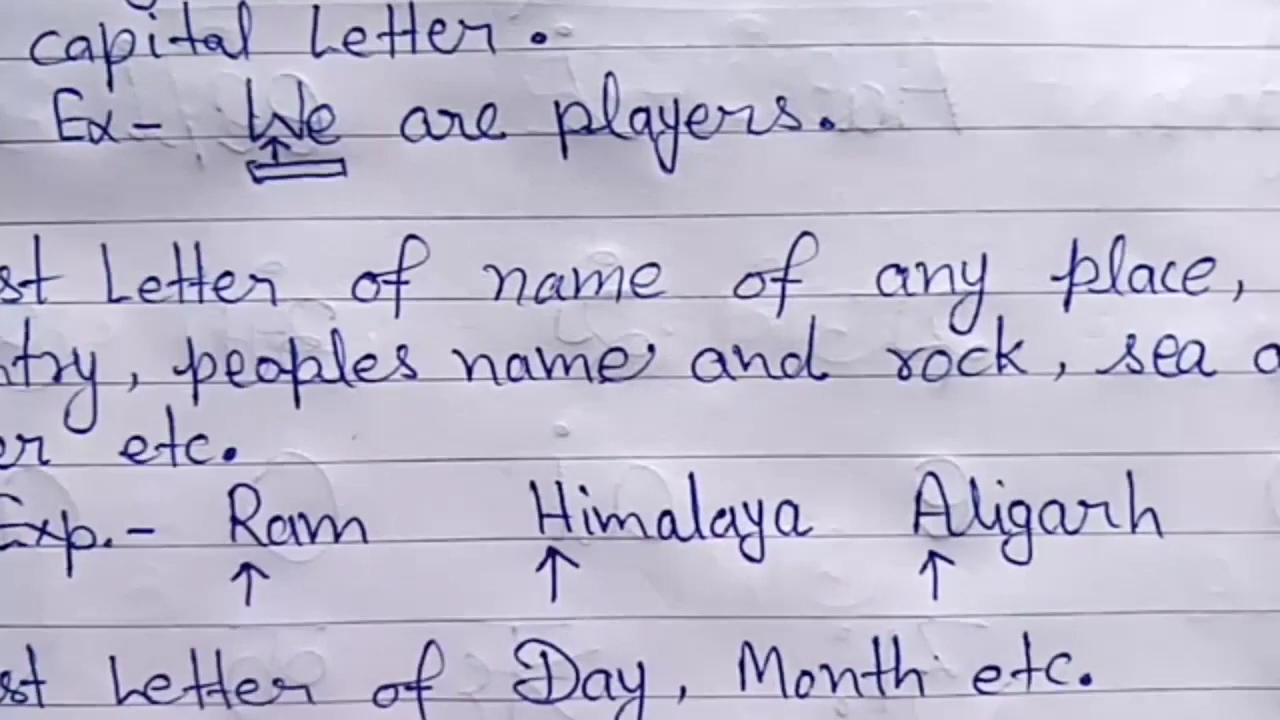 capital Letter.
Ex- We are players.
st Letter of name of any place,
ntry, peoples name and rock, sea
er etc.
Exp.- Ram Himalaya Aligarh
st Letter of Day, Month etc.